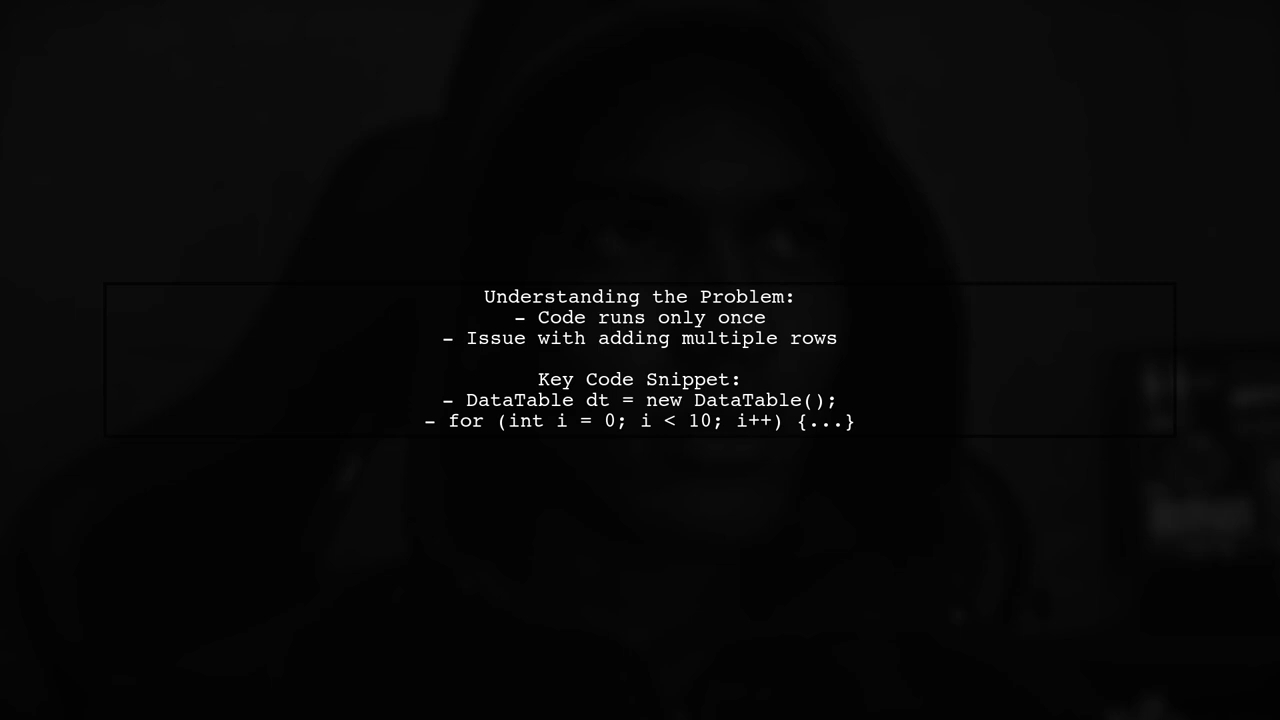 Understanding the Problem:
– Code runs only once
– Issue with adding multiple rows
Key Code Snippet:
– DataTable dt = new DataTable();
– for (int i = 0; i < 10; i++) {...}